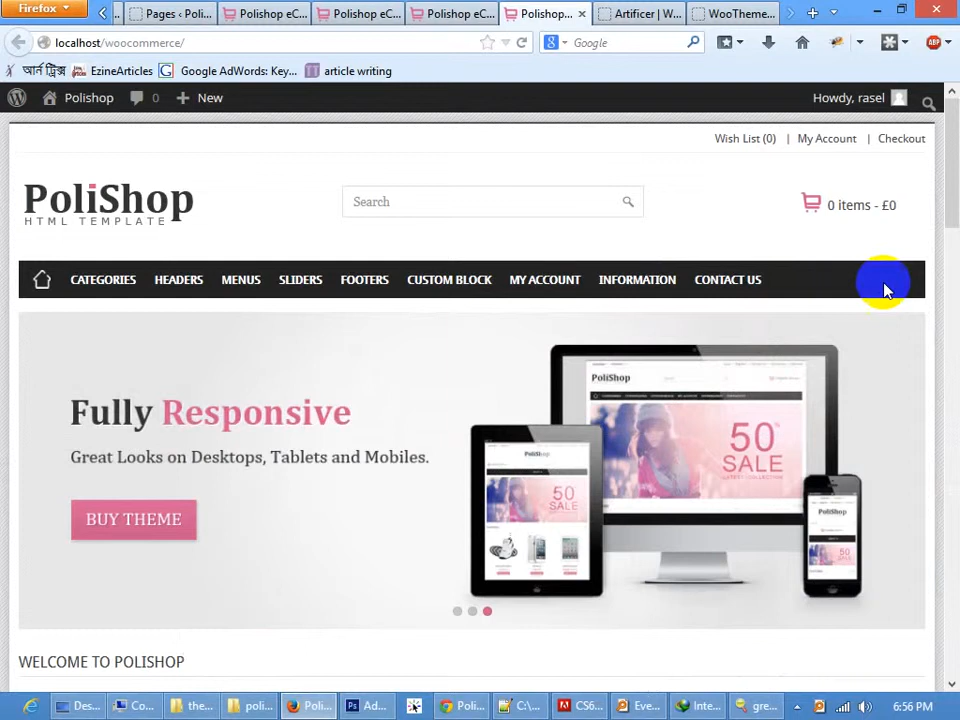 Firefox
Pages ‹ Poli...
Polishop eC...
Polishop eC...
Polishop eC...
Polishop...
Artificer | W...
WooTheme...
localhost/woocommerce/
Google
আর্ন ট্রিক্স
EzineArticles
Google AdWords: Key...
article writing
Polishop
0
New
Howdy, rasel
Wish List (0) | My Account | Checkout
PoliShop
HTML TEMPLATE
Search
0 items - £0
CATEGORIES HEADERS MENUS SLIDERS FOOTERS CUSTOM BLOCK MY ACCOUNT INFORMATION CONTACT US
Fully Responsive
Great Looks on Desktops, Tablets and Mobiles.
BUY THEME
PoliShop
50
SALE
50
SALE
PoliShop
WELCOME TO POLISHOP
Des...
Co...
the...
poli...
Poli...
Ad...
Poli...
C:\...
CS6...
Eve...
Inte...
gre...
6:56 PM